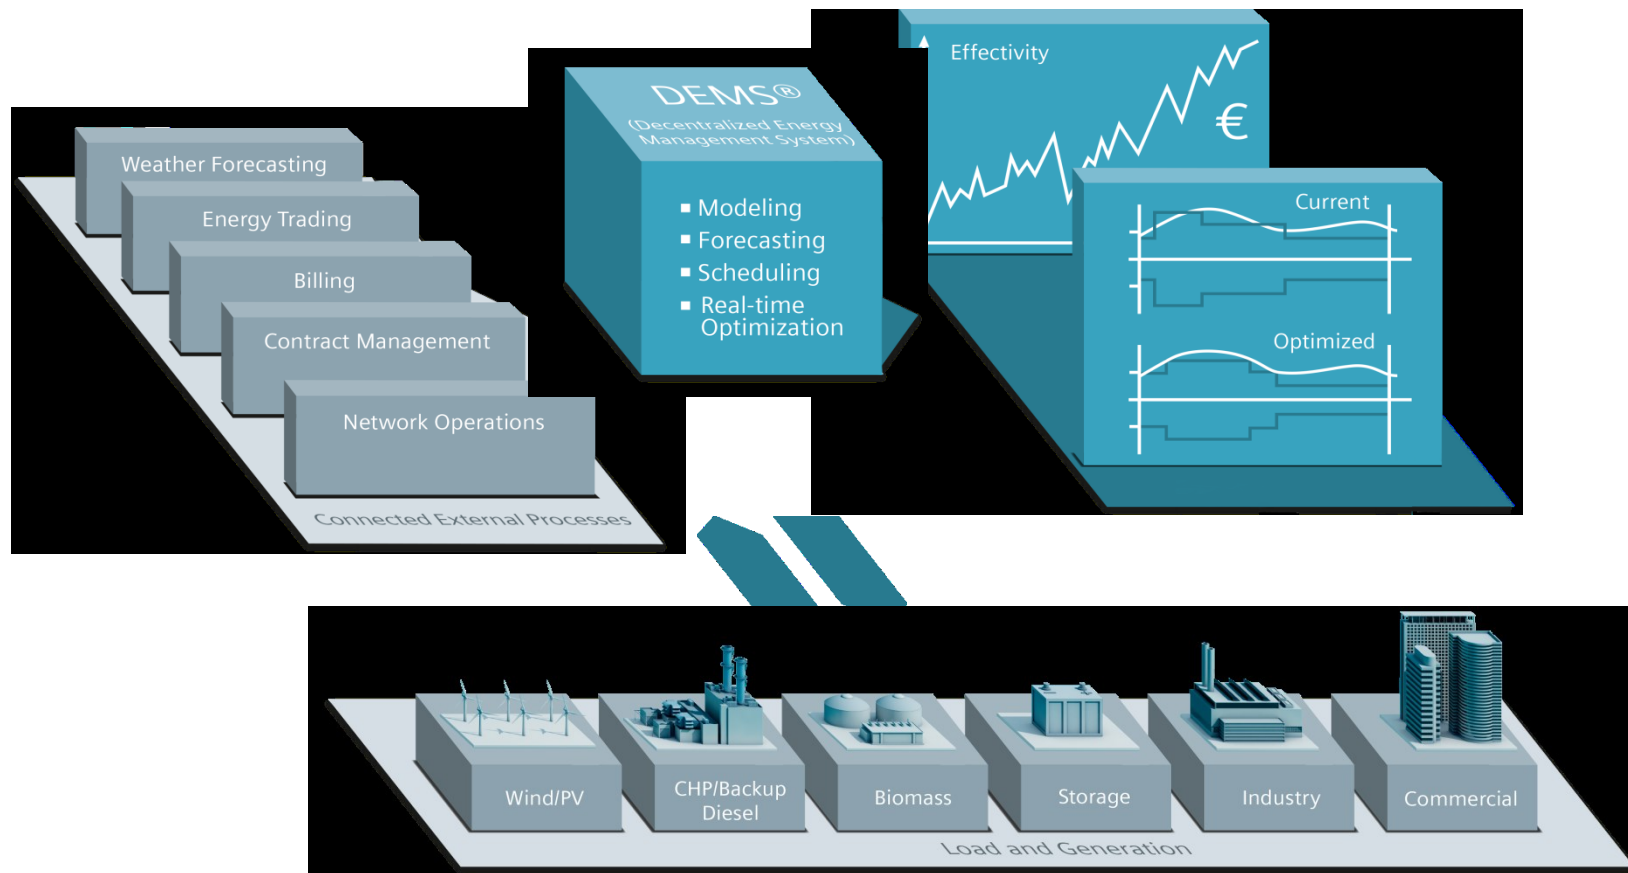 Weather Forecasting
Energy Trading
Billing
Contract Management
Network Operations
Connected External Processes
DEMS®
(Decentralized Energy
Management System)
▪ Modeling
▪ Forecasting
▪ Scheduling
▪ Real-time
Optimization
Effectivity
€
Current
Optimized
Wind/PV
CHP/Backup
Diesel
Biomass
Storage
Industry
Commercial
Load and Generation